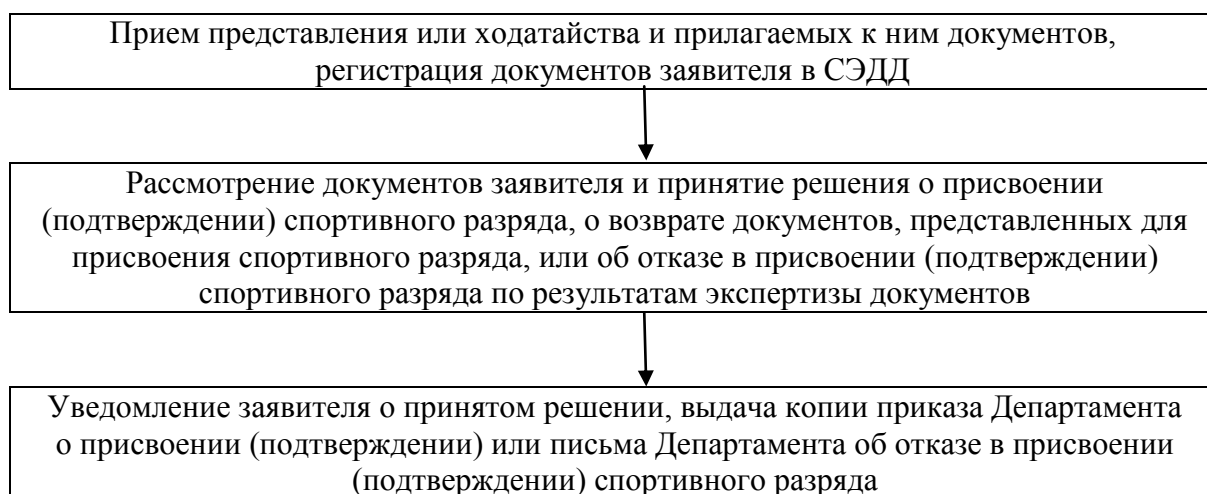 Прием представления или ходатайства и прилагаемых к ним документов,
регистрация документов заявителя в СЭДД
Рассмотрение документов заявителя и принятие решения о присвоении
(подтверждении) спортивного разряда, о возврате документов, представленных для
присвоения спортивного разряда, или об отказе в присвоении (подтверждении)
спортивного разряда по результатам экспертизы документов
Уведомление заявителя о принятом решении, выдача копии приказа Департамента
о присвоении (подтверждении) или письма Департамента об отказе в присвоении
(подтверждении) спортивного разряда